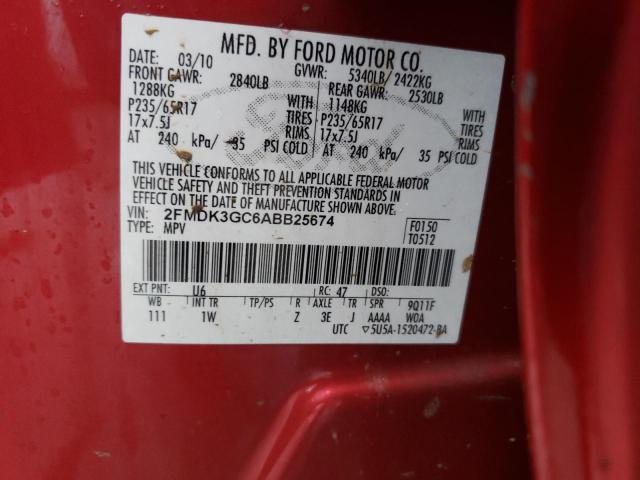 MFD. BY FORD MOTOR CO.
DATE: 03/10 GVWR: 5340LB/ 2422KG
FRONT GAWR: 2840LB REAR GAWR: 2530LB
1288KG WITH 1148KG WITH
P235/65R17 TIRES P235/65R17 TIRES
17x7.5J RIMS 17x7.5J RIMS
AT 240 kPa/ 35 PSI COLD AT 240 kPa/ 35 PSI COLD
THIS VEHICLE CONFORMS TO ALL APPLICABLE FEDERAL MOTOR
VEHICLE SAFETY AND THEFT PREVENTION STANDARDS IN
EFFECT ON THE DATE OF MANUFACTURE SHOWN ABOVE.
VIN: 2FMDK3GC6ABB25674 F0150
TYPE: MPV T0512
EXT PNT: U6 RC: 47 DSO:
WB INT TR TP/PS R AXLE TR SPR 9Q11F
111 1W Z 3E J AAAA WOA
UTC ▽5U5A-1520472-BA